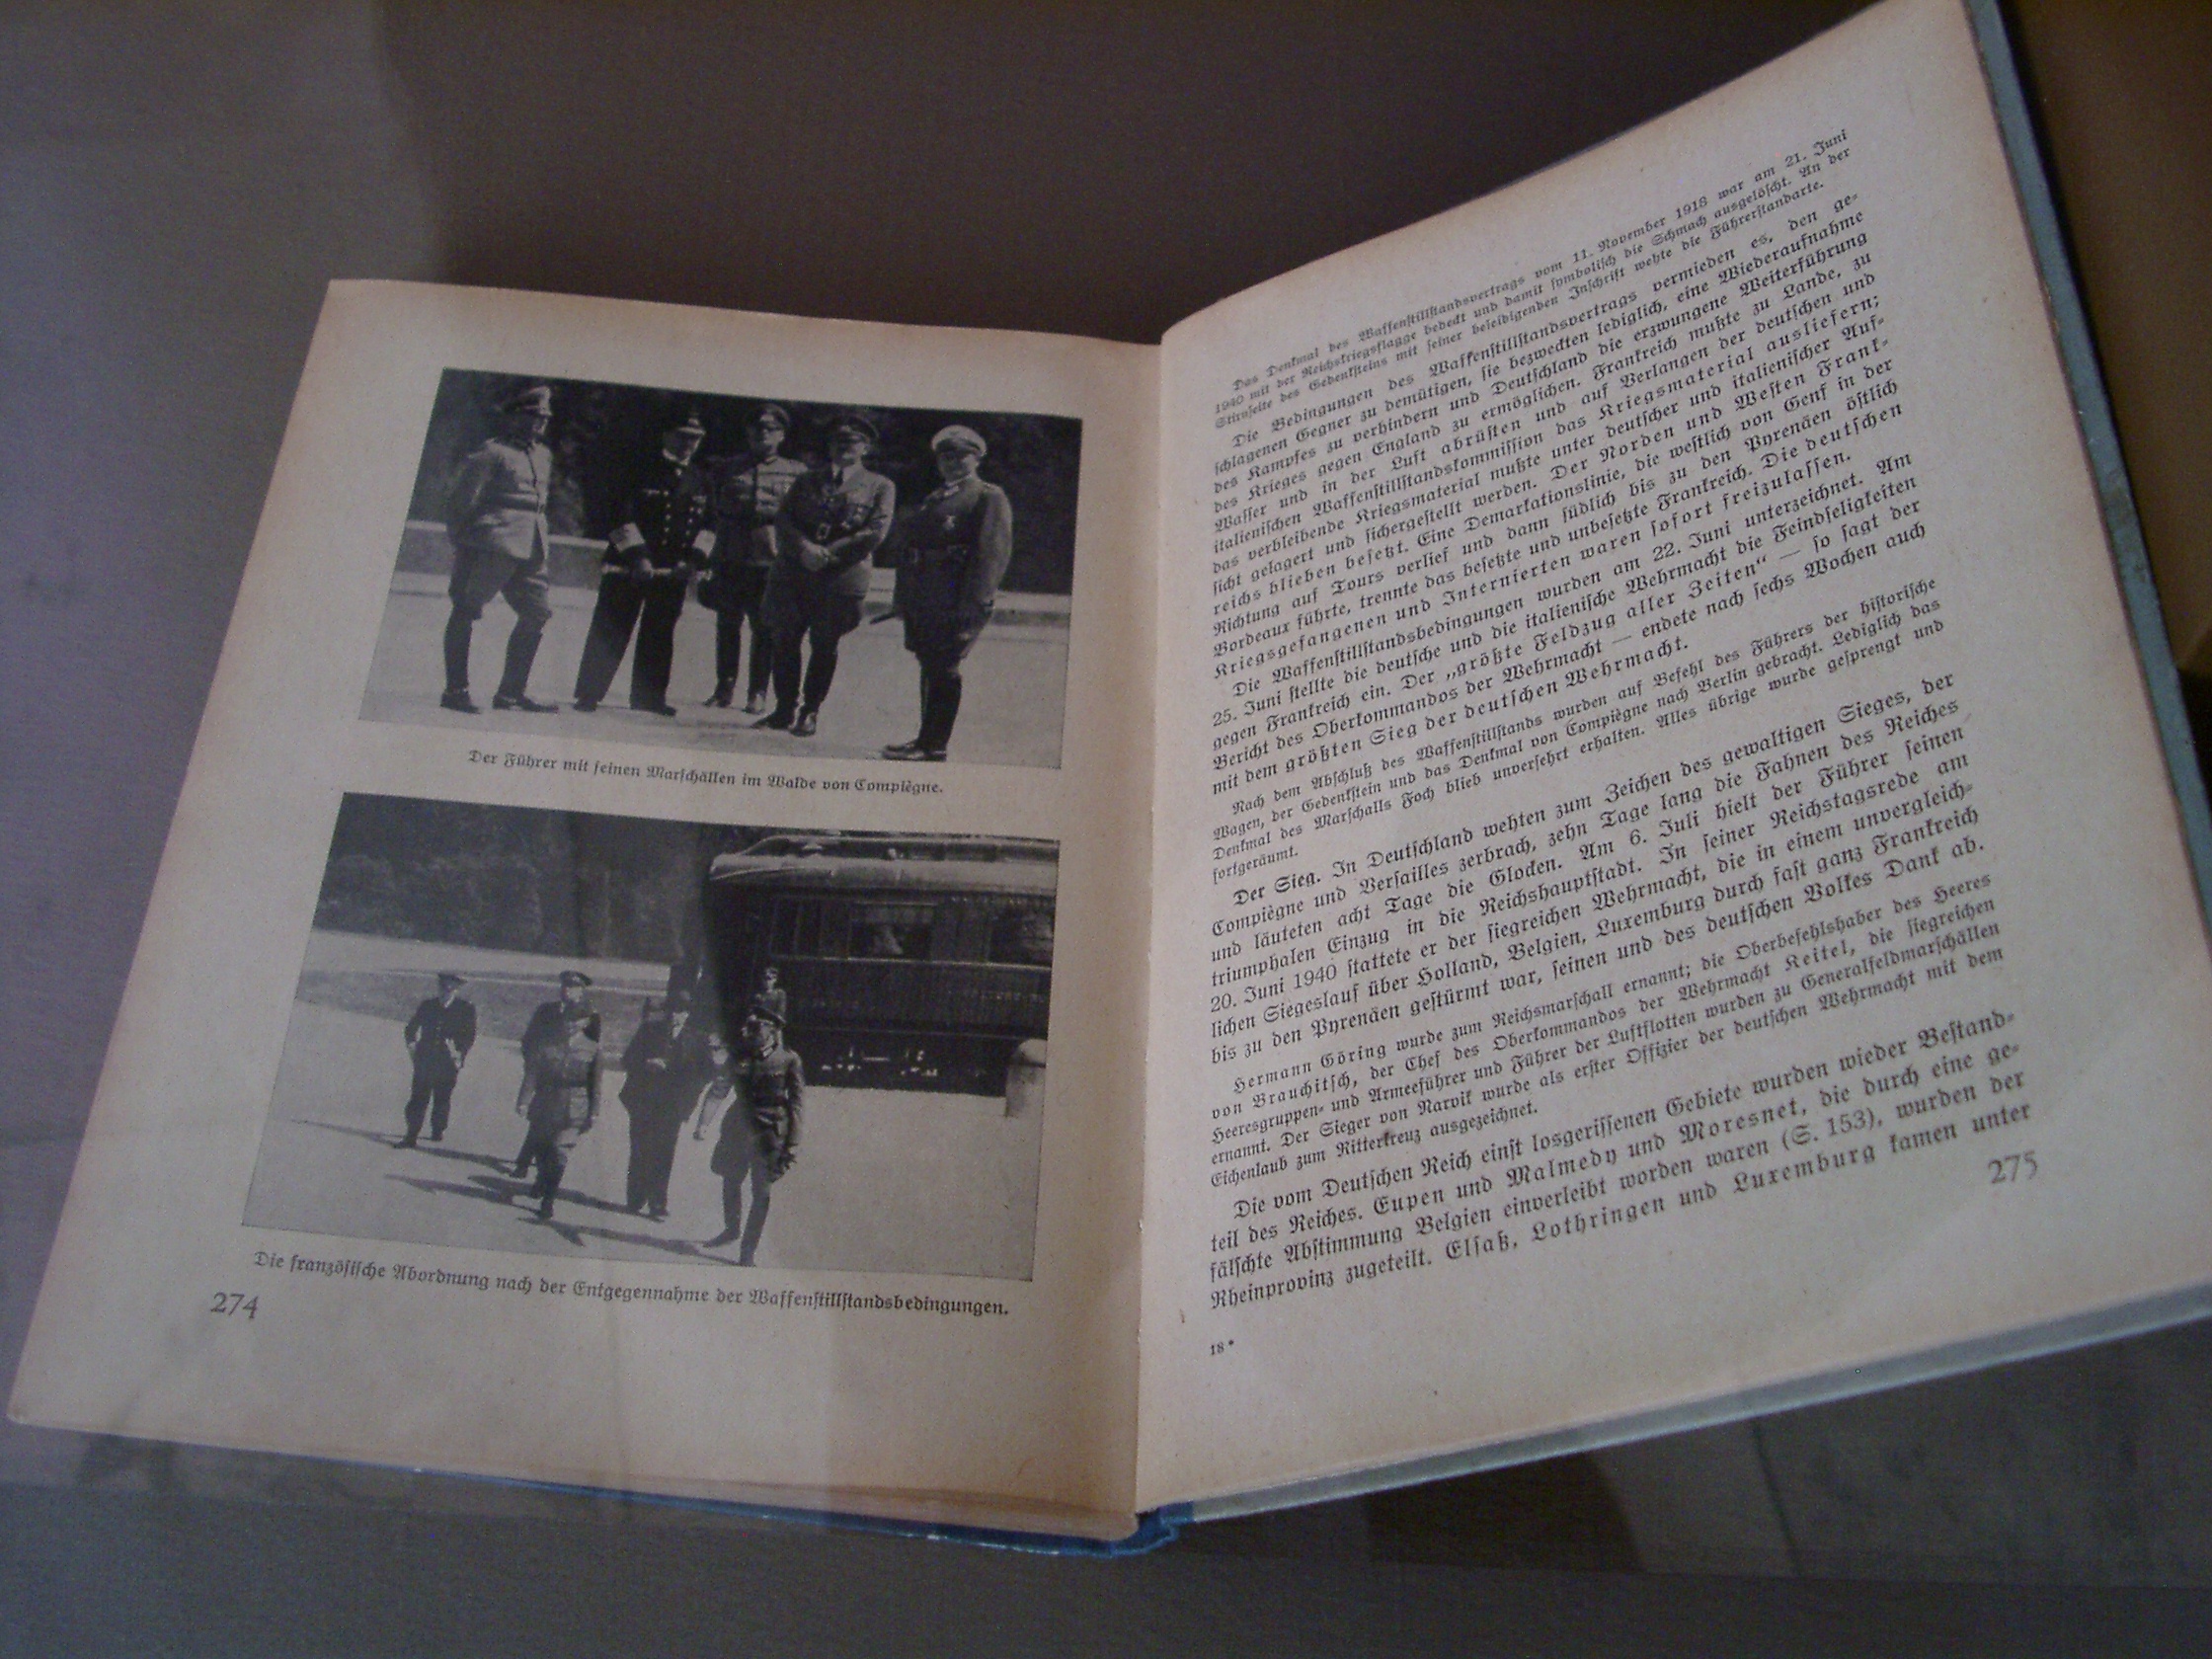 Der Führer mit seinen Marschällen im Walde von Compiègne.
Die französische Abordnung nach der Entgegennahme der Waffenstillstandsbedingungen.
274
Das Denkmal des Waffenstillstandsvertrags vom 11. November 1918 war am 21. Juni
1940 mit der Reichskriegsflagge bedeckt und damit symbolisch die Schmach ausgelöscht. An der
Stirnseite des Gedenksteins mit seiner beleidigenden Inschrift wehte die Führerstandarte.
Die Bedingungen des Waffenstillstandsvertrags vermieden es, den ge-
schlagenen Gegner zu demütigen, sie bezweckten lediglich, eine Wiederaufnahme
des Kampfes zu verhindern und Deutschland die erzwungene Weiterführung
des Krieges gegen England zu ermöglichen. Frankreich mußte zu Lande, zu
Wasser und in der Luft abrüsten und auf Verlangen der deutschen und
italienischen Waffenstillstandskommission das Kriegsmaterial ausliefern;
das verbleibende Kriegsmaterial mußte unter deutscher und italienischer Auf-
sicht gelagert und sichergestellt werden. Der Norden und Westen Frank-
reichs blieben besetzt. Eine Demarkationslinie, die westlich von Genf in der
Richtung auf Tours verlief und dann südlich bis zu den Pyrenäen östlich
Bordeaux führte, trennte das besetzte und unbesetzte Frankreich. Die deutschen
Kriegsgefangenen und Internierten waren sofort freizulassen.
Die Waffenstillstandsbedingungen wurden am 22. Juni unterzeichnet. Am
25. Juni stellte die deutsche und die italienische Wehrmacht die Feindseligkeiten
gegen Frankreich ein. Der „größte Feldzug aller Zeiten“ — so sagt der
Bericht des Oberkommandos der Wehrmacht — endete nach sechs Wochen auch
mit dem größten Sieg der deutschen Wehrmacht.
Nach dem Abschluß des Waffenstillstands wurden auf Befehl des Führers der historische
Wagen, der Gedenkstein und das Denkmal von Compiègne nach Berlin gebracht. Lediglich das
Denkmal des Marschalls Foch blieb unversehrt erhalten. Alles übrige wurde gesprengt und
fortgeräumt.
Der Sieg. In Deutschland wehten zum Zeichen des gewaltigen Sieges, der
Compiègne und Versailles zerbrach, zehn Tage lang die Fahnen des Reiches
und läuteten acht Tage die Glocken. Am 6. Juli hielt der Führer seinen
triumphalen Einzug in die Reichshauptstadt. In seiner Reichstagsrede am
20. Juni 1940 stattete er der siegreichen Wehrmacht, die in einem unvergleich-
lichen Siegeslauf über Holland, Belgien, Luxemburg durch fast ganz Frankreich
bis zu den Pyrenäen gestürmt war, seinen und des deutschen Volkes Dank ab.
Hermann Göring wurde zum Reichsmarschall ernannt; die Oberbefehlshaber des Heeres
von Brauchitsch, der Chef des Oberkommandos der Wehrmacht Keitel, die siegreichen
Heeresgruppen- und Armeeführer und Führer der Luftflotten wurden zu Generalfeldmarschällen
ernannt. Der Sieger von Narvik wurde als erster Offizier der deutschen Wehrmacht mit dem
Eichenlaub zum Ritterkreuz ausgezeichnet.
Die vom Deutschen Reich einst losgerissenen Gebiete wurden wieder Bestand-
teil des Reiches. Eupen und Malmedy und Moresnet, die durch eine ge-
fälschte Abstimmung Belgien einverleibt worden waren (S. 153), wurden der
Rheinprovinz zugeteilt. Elsaß, Lothringen und Luxemburg kamen unter
18*
275